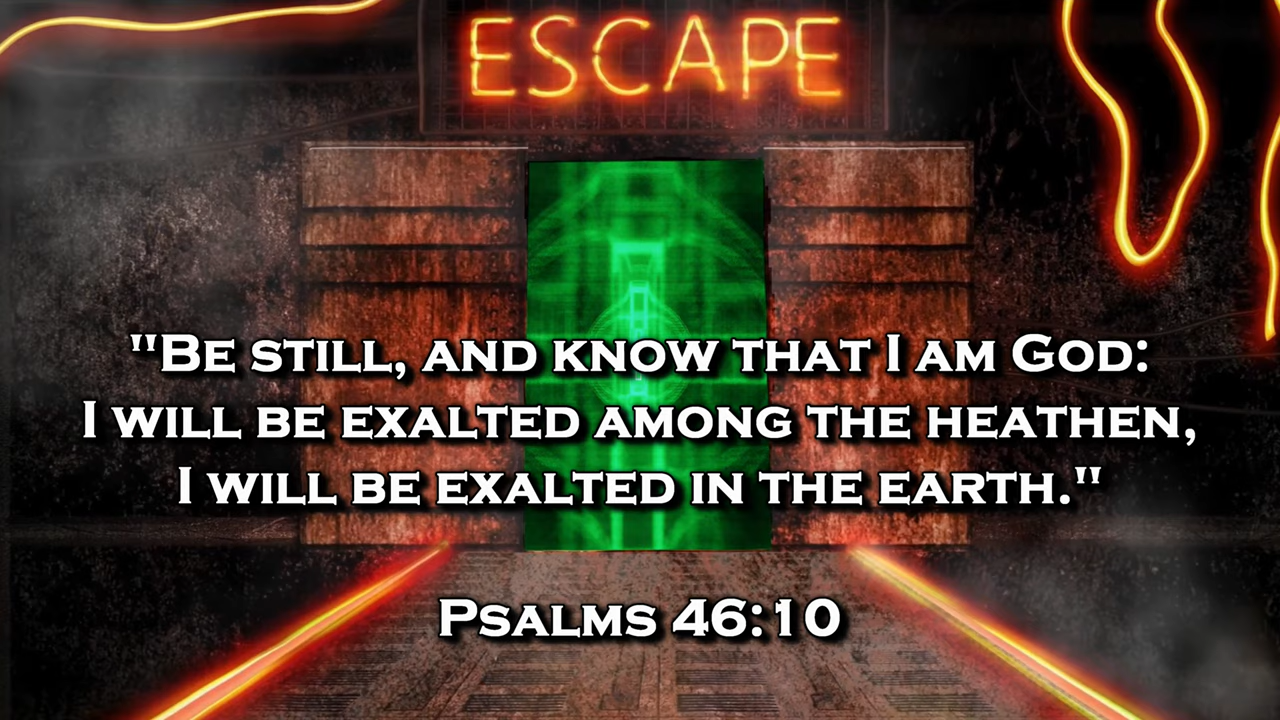 ESCAPE
"Be still, and know that I am God:
I will be exalted among the heathen,
I will be exalted in the earth."
Psalms 46:10